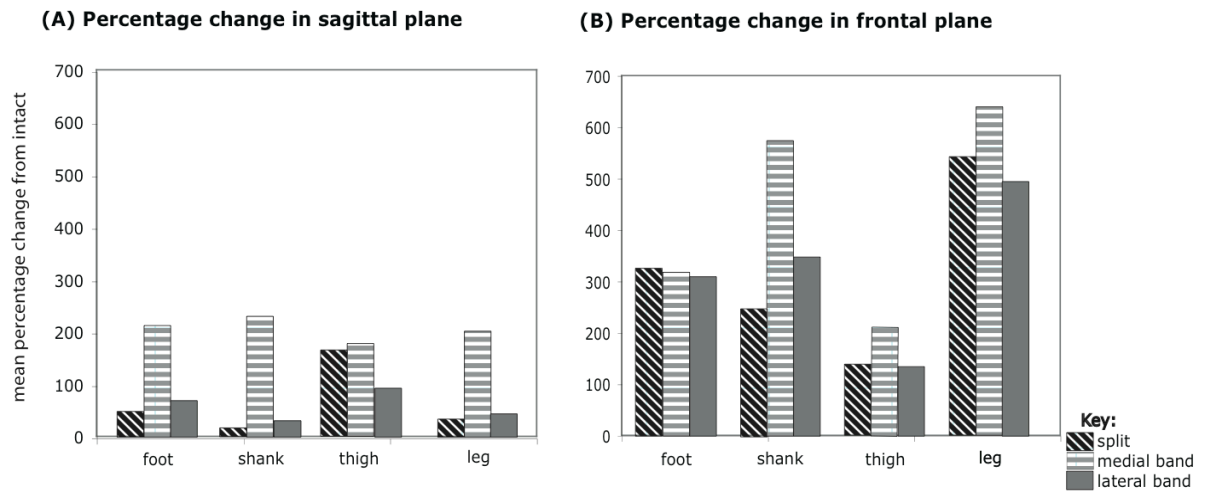 (A) Percentage change in sagittal plane
mean percentage change from intact
700
600
500
400
300
200
100
0
foot shank thigh leg
(B) Percentage change in frontal plane
700
600
500
400
300
200
100
0
foot shank thigh leg
Key:
split
medial band
lateral band